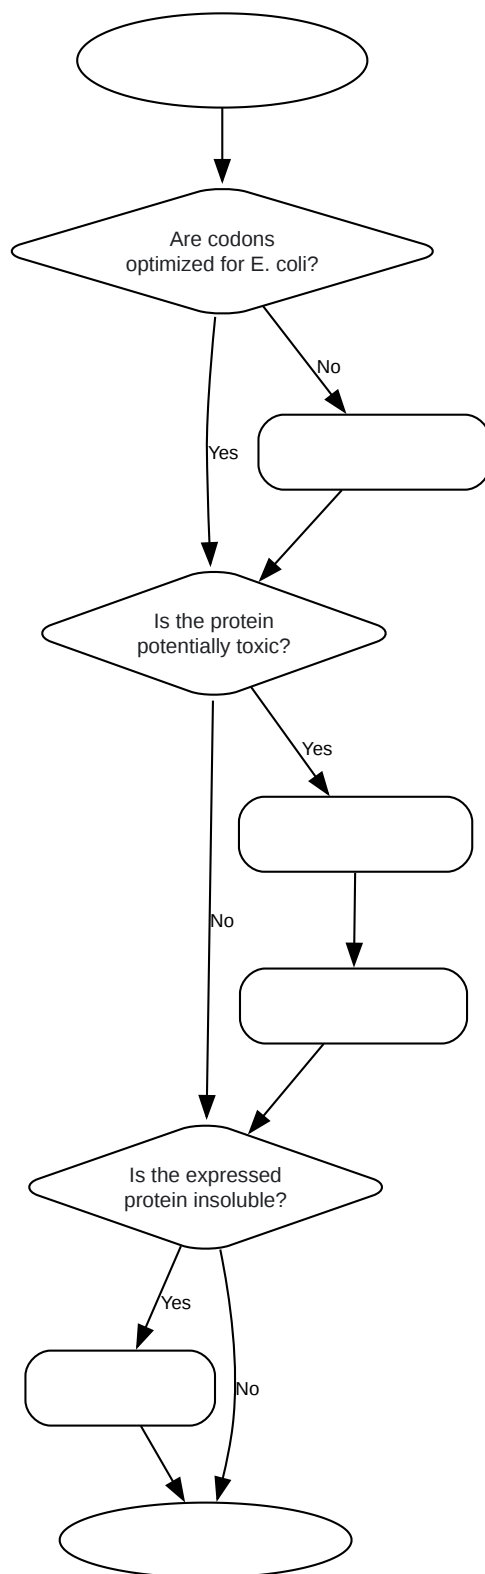 Are codons
optimized for E. coli?
No
Yes
Is the protein
potentially toxic?
Yes
No
Is the expressed
protein insoluble?
Yes
No